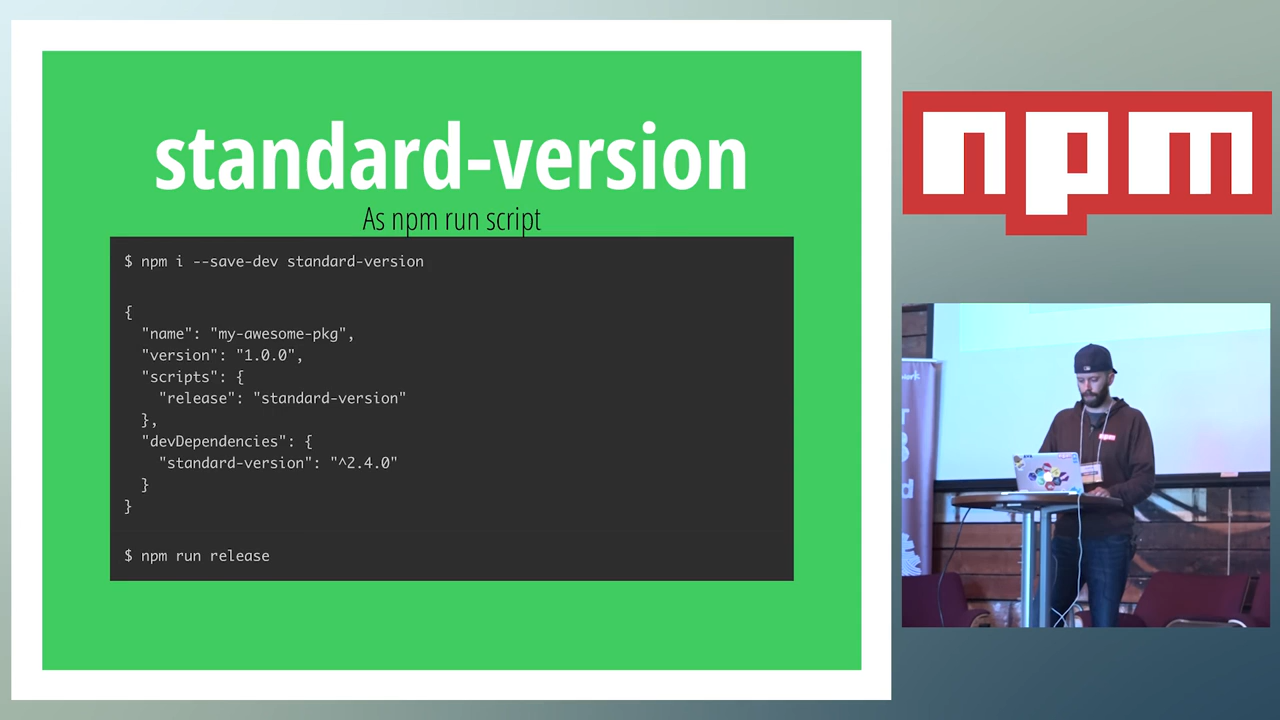 standard-version
As npm run script
$ npm i --save-dev standard-version
{
"name": "my-awesome-pkg",
"version": "1.0.0",
"scripts": {
"release": "standard-version"
},
"devDependencies": {
"standard-version": "^2.4.0"
}
}
$ npm run release
npm